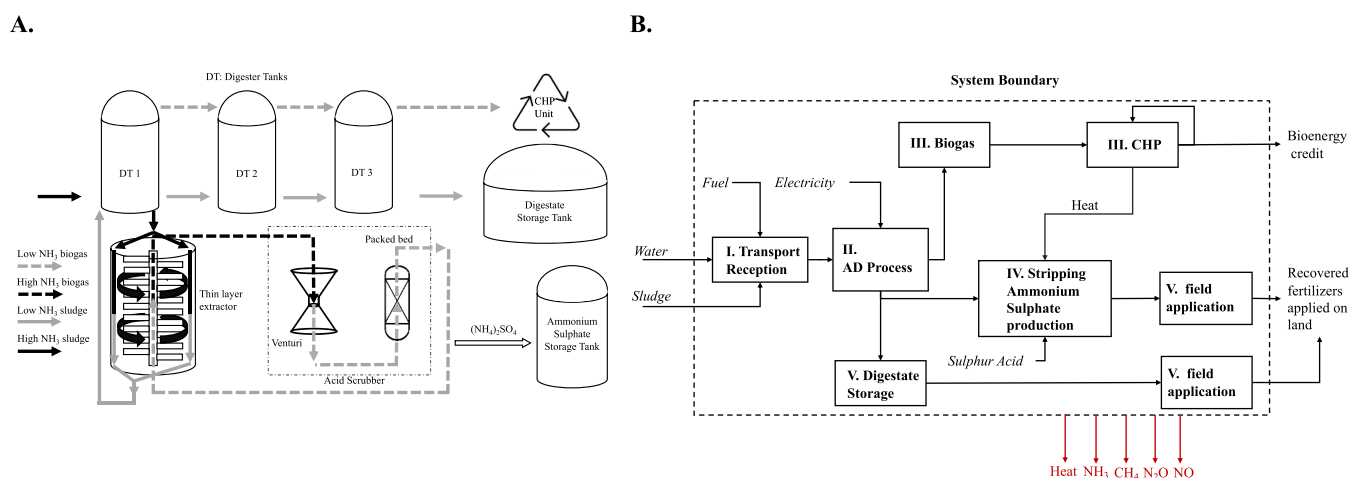 A.
DT: Digester Tanks
CHP
Unit
DT 1
DT 2
DT 3
Digestate
Storage Tank
Packed bed
Low NH3 biogas
High NH3 biogas
Low NH3 sludge
High NH3 sludge
Thin layer
extractor
Venturi
Acid Scrubber
(NH4)2SO4
Ammonium
Sulphate
Storage Tank
B.
System Boundary
III. Biogas
III. CHP
Bioenergy
credit
Fuel
Electricity
Heat
Water
Sludge
I. Transport
Reception
II.
AD Process
IV. Stripping
Ammonium
Sulphate
production
V. field
application
Recovered
fertilizers
applied on
land
Sulphur Acid
V. Digestate
Storage
V. field
application
Heat
NH3
CH4
N2O
NO